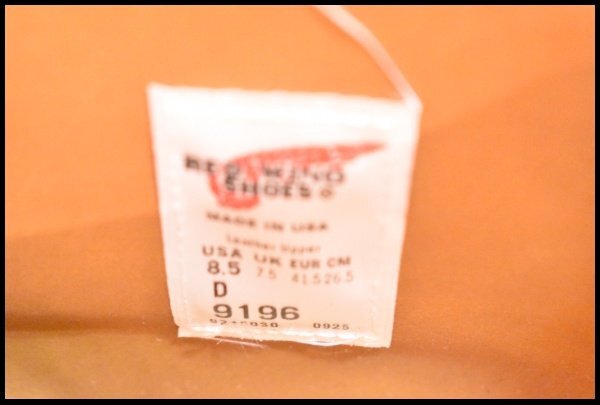 RED WING
SHOES
MADE IN USA
Leather Upper
USA UK EUR CM
8.5 7.5 41.5 26.5
D
9196
0925